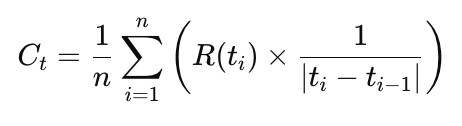 C_t = \frac{1}{n} \sum_{i=1}^{n} \left( R(t_i) \times \frac{1}{|t_i - t_{i-1}|} \right)